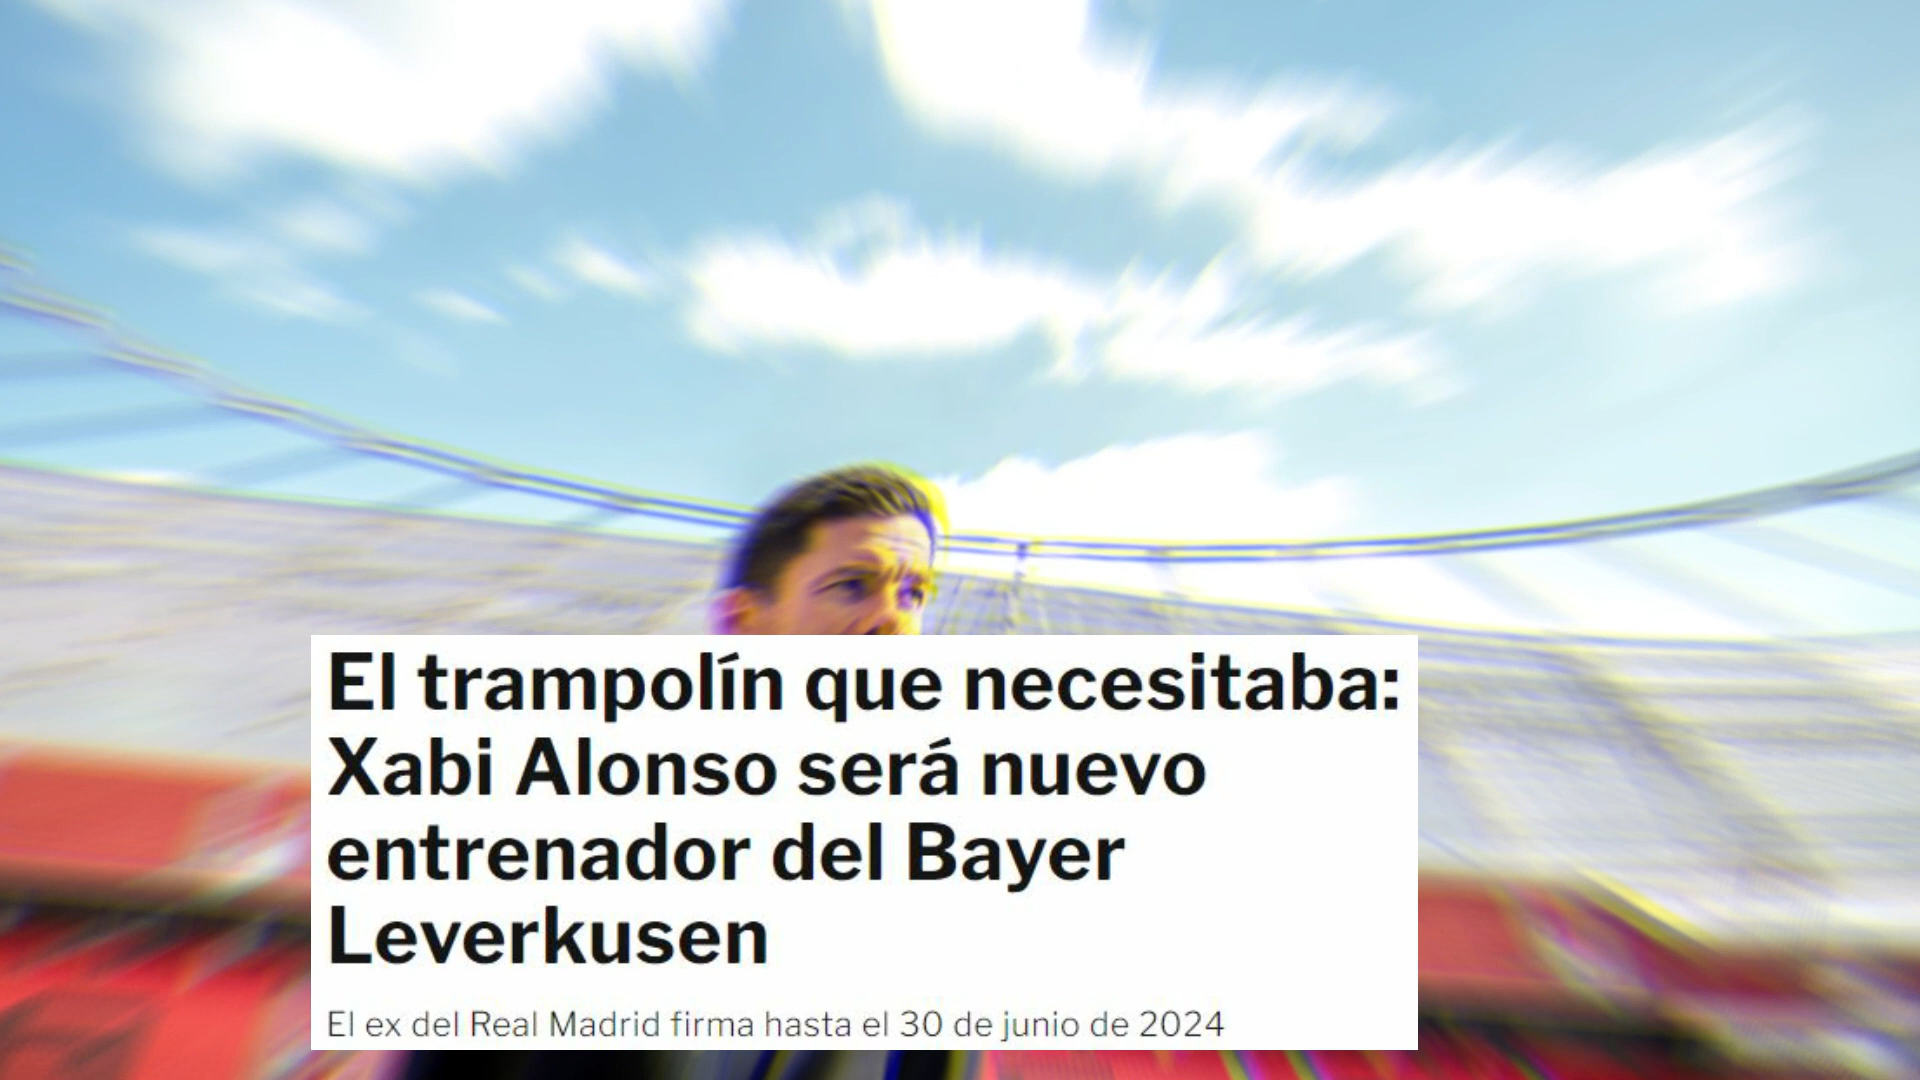 El trampolín que necesitaba:
Xabi Alonso será nuevo
entrenador del Bayer
Leverkusen
El ex del Real Madrid firma hasta el 30 de junio de 2024